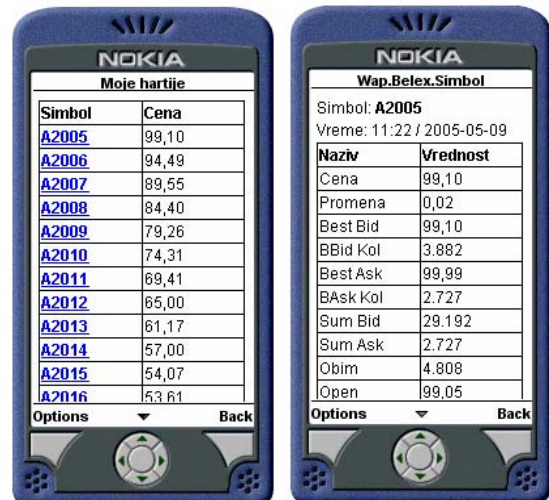 NOKIA
Moje hartije
Simbol Cena
A2005 99,10
A2006 94,49
A2007 89,55
A2008 84,40
A2009 79,26
A2010 74,31
A2011 69,41
A2012 65,00
A2013 61,17
A2014 57,00
A2015 54,07
A2016 53,61
Options Back
NOKIA
Wap.Belex.Simbol
Simbol: A2005
Vreme: 11:22 / 2005-05-09
Naziv Vrednost
Cena 99,10
Promena 0,02
Best Bid 99,10
BBid Kol 3.882
Best Ask 99,99
BAsk Kol 2.727
Sum Bid 29.192
Sum Ask 2.727
Obim 4.808
Open 99,05
Options Back